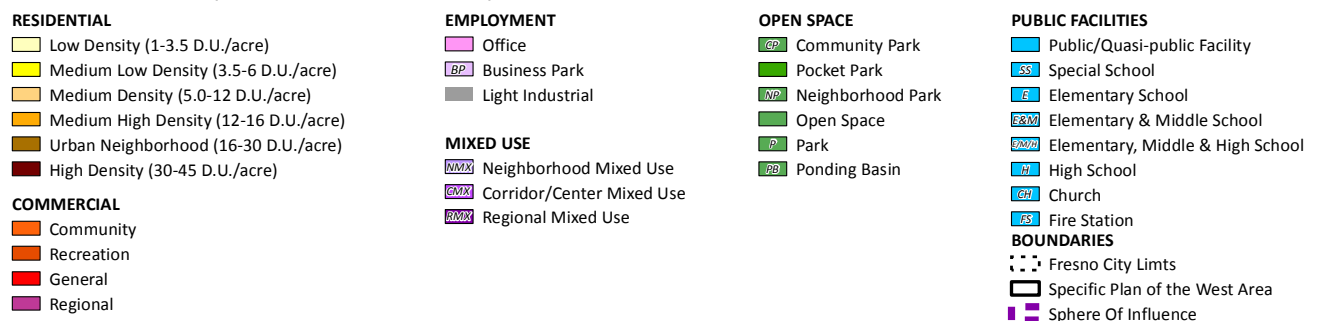 RESIDENTIAL
Low Density (1-3.5 D.U./acre)
Medium Low Density (3.5-6 D.U./acre)
Medium Density (5.0-12 D.U./acre)
Medium High Density (12-16 D.U./acre)
Urban Neighborhood (16-30 D.U./acre)
High Density (30-45 D.U./acre)
COMMERCIAL
Community
Recreation
General
Regional
EMPLOYMENT
Office
BP Business Park
Light Industrial
MIXED USE
NMX Neighborhood Mixed Use
CMX Corridor/Center Mixed Use
RMX Regional Mixed Use
OPEN SPACE
CP Community Park
Pocket Park
NP Neighborhood Park
Open Space
P Park
PB Ponding Basin
PUBLIC FACILITIES
Public/Quasi-public Facility
SS Special School
E Elementary School
E&M Elementary & Middle School
E/M/H Elementary, Middle & High School
H High School
CH Church
FS Fire Station
BOUNDARIES
Fresno City Limts
Specific Plan of the West Area
Sphere Of Influence